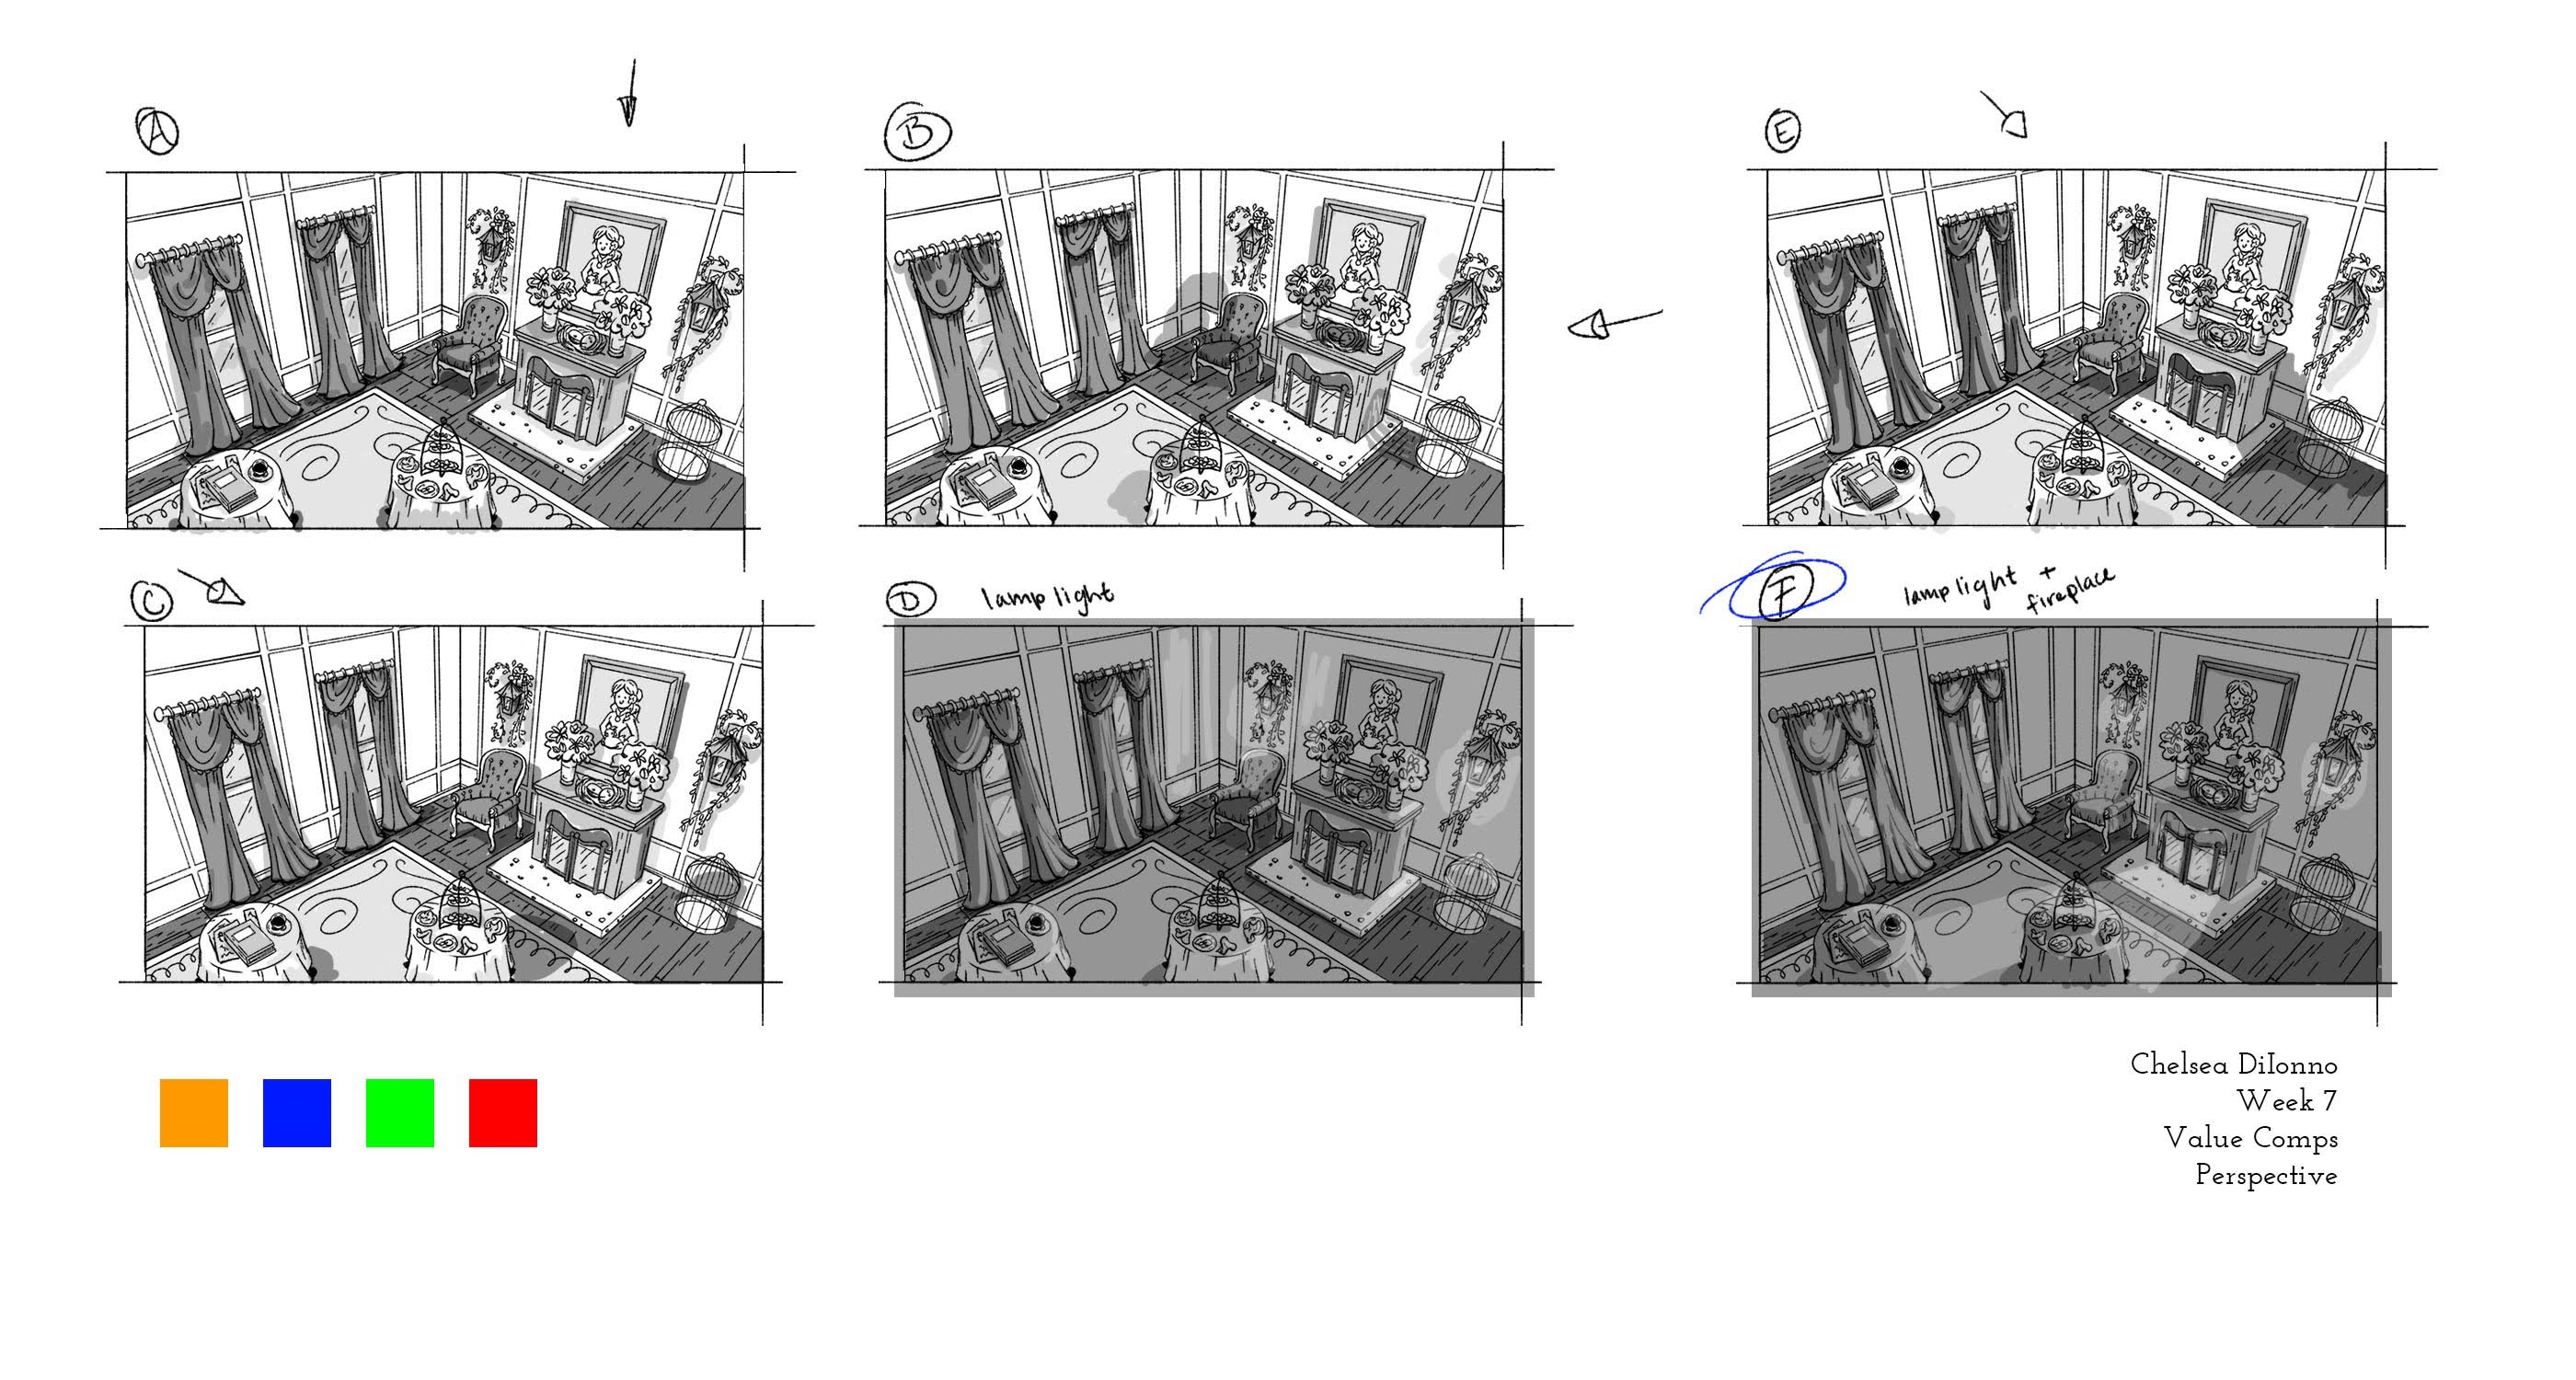 A
B
E
C
D lamp light
F lamp light +
fireplace
Chelsea DiIonno
Week 7
Value Comps
Perspective